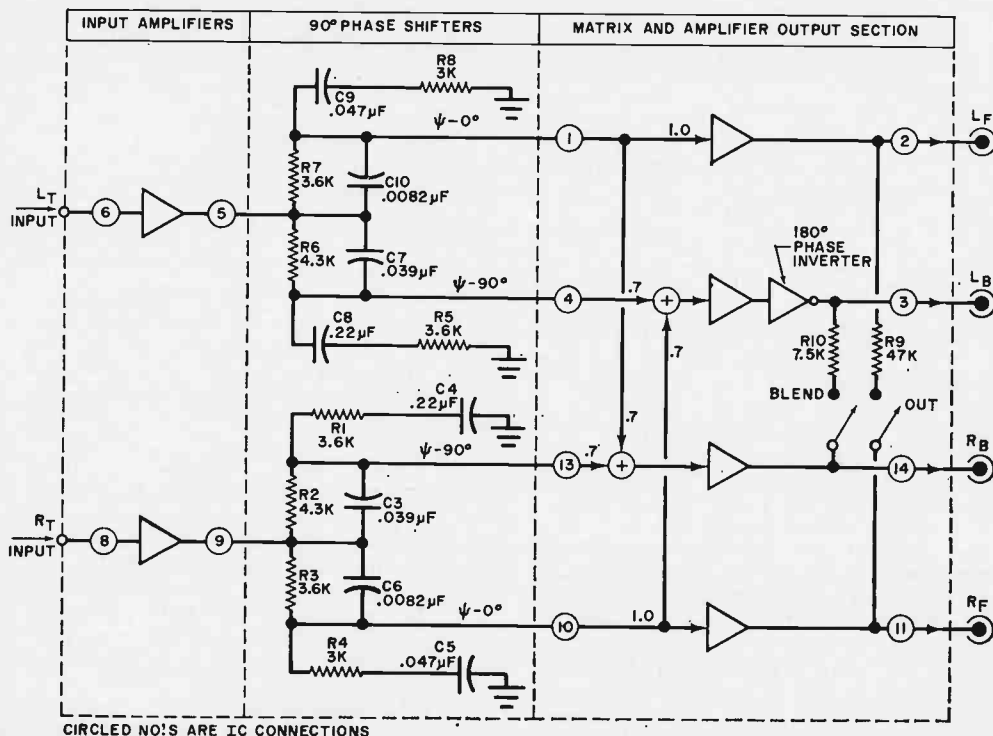 INPUT AMPLIFIERS
90° PHASE SHIFTERS
MATRIX AND AMPLIFIER OUTPUT SECTION
R8
3K
C9
.047µF
ψ-0°
1
1.0
2
LF
R7
3.6K
C10
.0082µF
LT
INPUT
6
5
R6
4.3K
C7
.039µF
180°
PHASE
INVERTER
ψ-90°
4
.7
+
3
LB
C8
.22µF
R5
3.6K
.7
R10
7.5K
R9
47K
C4
.22µF
BLEND
OUT
R1
3.6K
.7
ψ-90°
13
.7
+
14
RB
R2
4.3K
C3
.039µF
RT
INPUT
8
9
R3
3.6K
C6
.0082µF
ψ-0°
10
1.0
11
RF
R4
3K
C5
.047µF
CIRCLED NO'S ARE IC CONNECTIONS